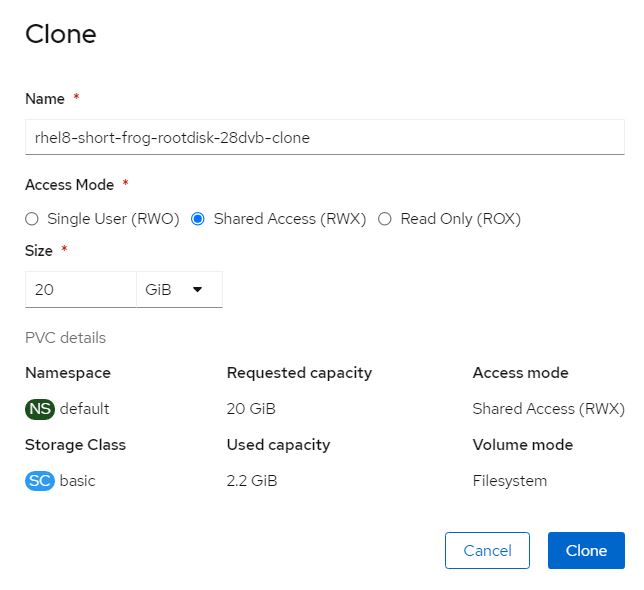 Clone
Name *
rhel8-short-frog-rootdisk-28dvb-clone
Access Mode *
Single User (RWO) Shared Access (RWX) Read Only (ROX)
Size *
20 GiB
PVC details
Namespace Requested capacity Access mode
NS default 20 GiB Shared Access (RWX)
Storage Class Used capacity Volume mode
SC basic 2.2 GiB Filesystem
Cancel Clone